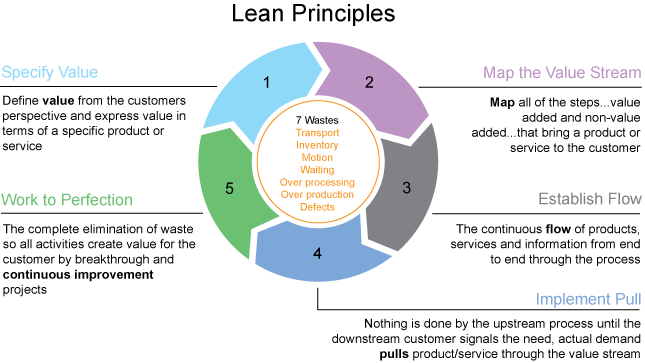 Lean Principles
Specify Value
Define value from the customers
perspective and express value in
terms of a specific product or
service
1
2
Map the Value Stream
Map all of the steps...value
added and non-value
added...that bring a product or
service to the customer
7 Wastes
Transport
Inventory
Motion
Waiting
Over processing
Over production
Defects
3
Establish Flow
The continuous flow of products,
services and information from end
to end through the process
4
Implement Pull
Nothing is done by the upstream process until the
downstream customer signals the need, actual demand
pulls product/service through the value stream
5
Work to Perfection
The complete elimination of waste
so all activities create value for the
customer by breakthrough and
continuous improvement
projects